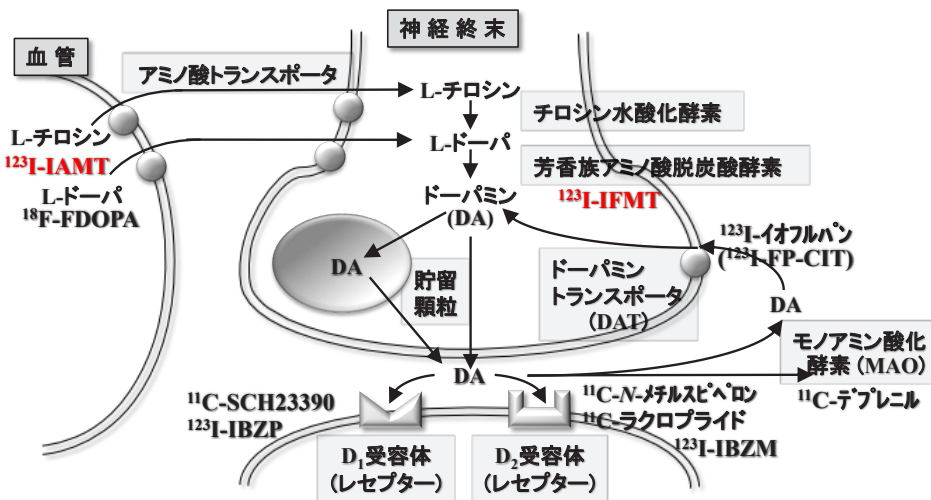 神経終末
血管
アミノ酸トランスポータ
L-チロシン
L-チロシン
チロシン水酸化酵素
L-ドーパ
¹²³I-IAMT
芳香族アミノ酸脱炭酸酵素
L-ドーパ
¹²³I-IFMT
ドーパミン
(DA)
¹⁸F-FDOPA
¹²³I-イオフルパン
(¹²³I-FP-CIT)
DA
貯留
顆粒
ドーパミン
トランスポータ
(DAT)
DA
モノアミン酸化
酵素 (MAO)
DA
¹¹C-デプレニル
¹¹C-SCH23390
¹²³I-IBZP
¹¹C-N-メチルスピペロン
¹¹C-ラクロプライド
¹²³I-IBZM
D₁受容体
(レセプター)
D₂受容体
(レセプター)